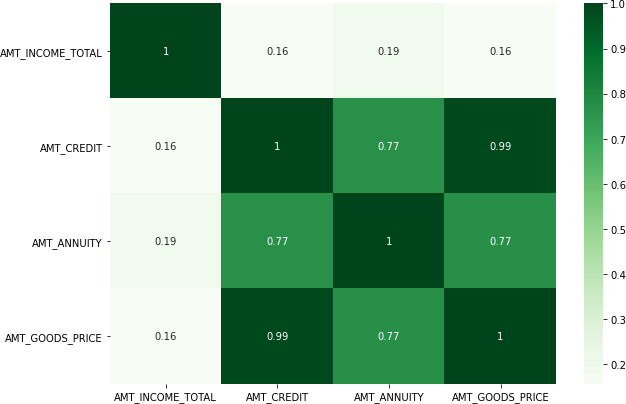 AMT_INCOME_TOTAL 1 0.16 0.19 0.16
AMT_CREDIT 0.16 1 0.77 0.99
AMT_ANNUITY 0.19 0.77 1 0.77
AMT_GOODS_PRICE 0.16 0.99 0.77 1
AMT_INCOME_TOTAL AMT_CREDIT AMT_ANNUITY AMT_GOODS_PRICE
1.0
0.9
0.8
0.7
0.6
0.5
0.4
0.3
0.2